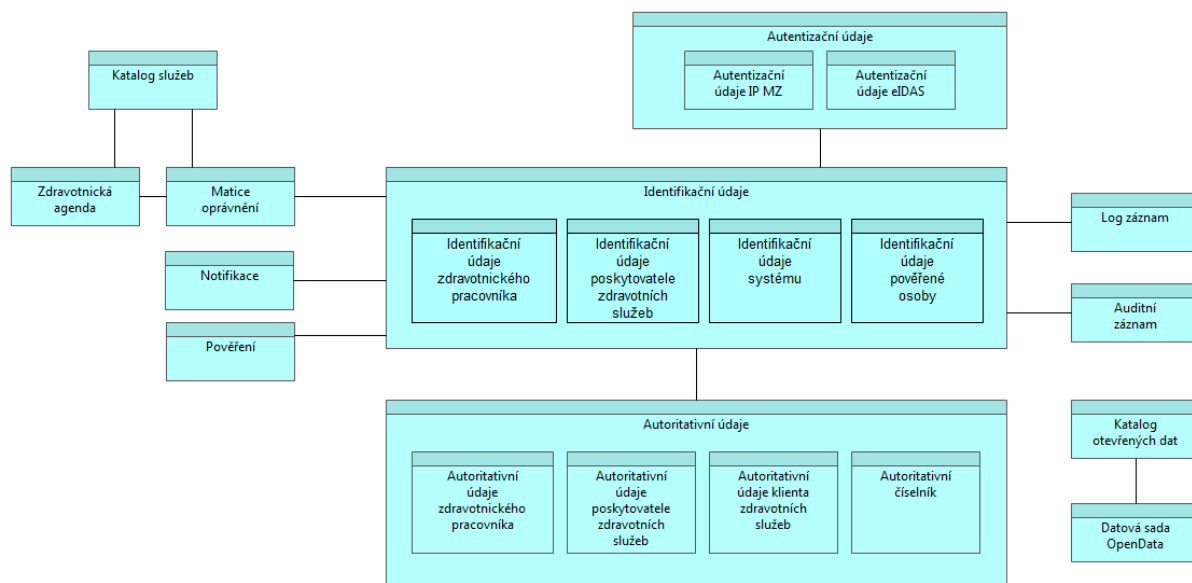 Autentizační údaje
Autentizační
údaje IP MZ
Autentizační
údaje eIDAS
Katalog služeb
Zdravotnická
agenda
Matice
oprávnění
Notifikace
Pověření
Identifikační údaje
Identifikační
údaje
zdravotnického
pracovníka
Identifikační
údaje
poskytovatele
zdravotních
služeb
Identifikační
údaje
systému
Identifikační
údaje
pověřené
osoby
Log záznam
Auditní
záznam
Autoritativní údaje
Autoritativní
údaje
zdravotnického
pracovníka
Autoritativní
údaje
poskytovatele
zdravotních
služeb
Autoritativní
údaje klienta
zdravotních
služeb
Autoritativní
číselník
Katalog
otevřených dat
Datová sada
OpenData